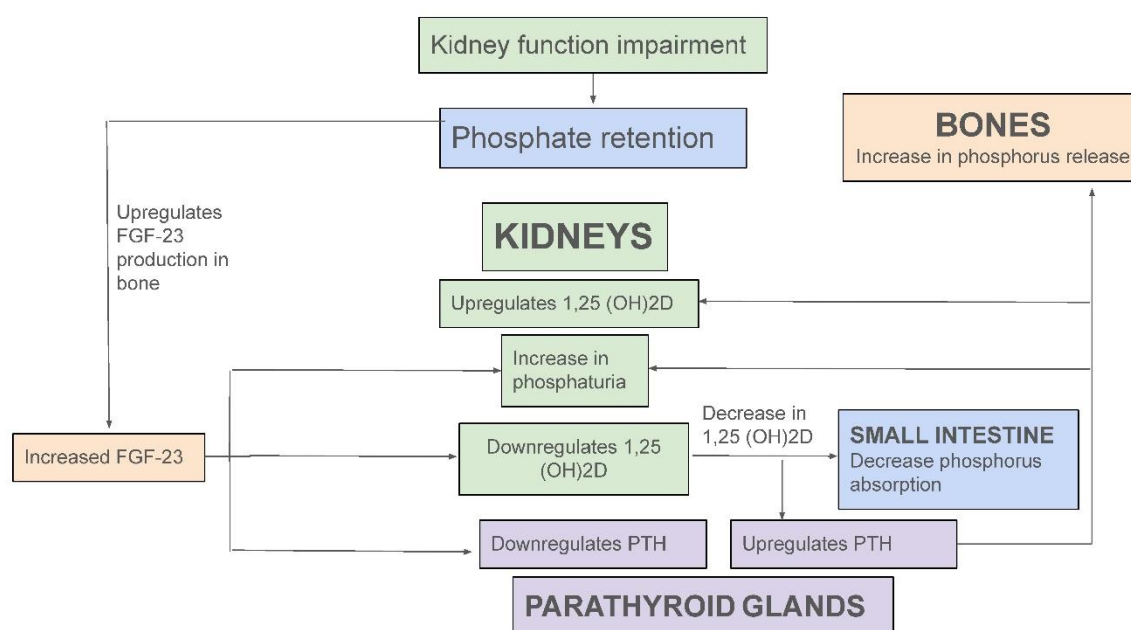 Kidney function impairment
Phosphate retention
BONES
Increase in phosphorus release
Upregulates
FGF-23
production in
bone
KIDNEYS
Upregulates 1,25 (OH)2D
Increase in
phosphaturia
Increased FGF-23
Downregulates 1,25
(OH)2D
Decrease in
1,25 (OH)2D
SMALL INTESTINE
Decrease phosphorus
absorption
Downregulates PTH
Upregulates PTH
PARATHYROID GLANDS